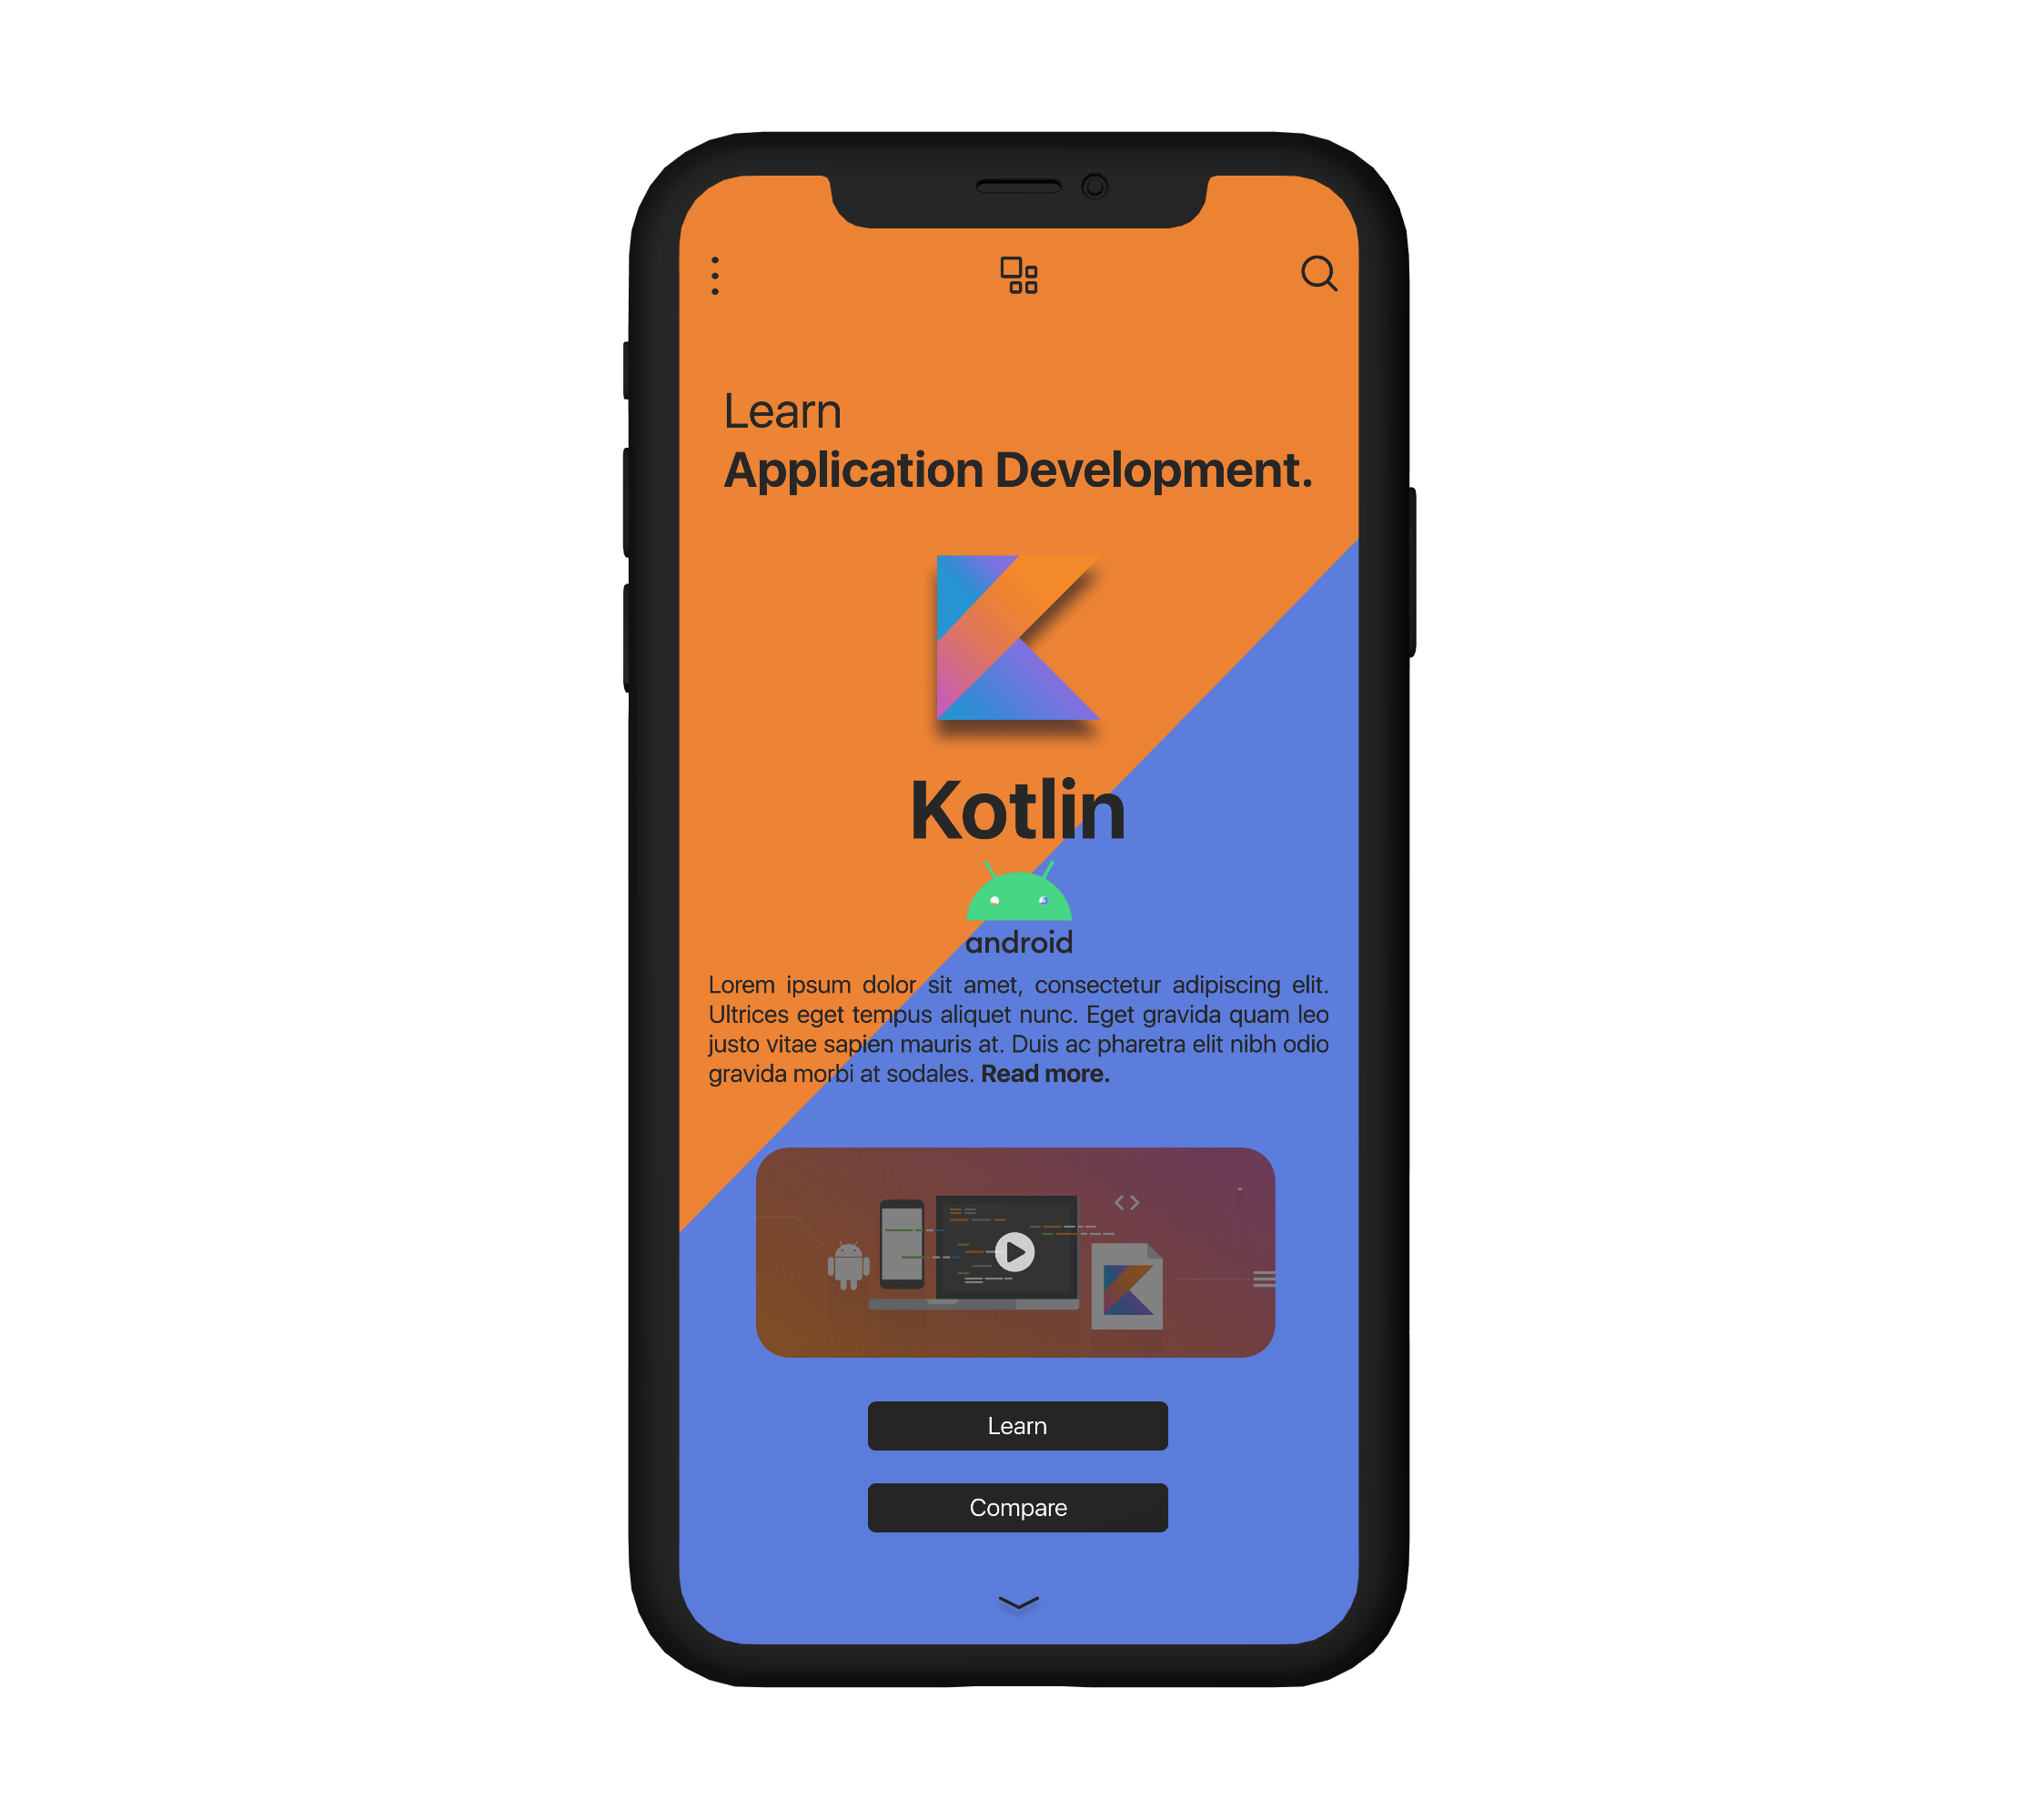 Learn
Application Development.
Kotlin
android
Lorem ipsum dolor sit amet, consectetur adipiscing elit.
Ultrices eget tempus aliquet nunc. Eget gravida quam leo
justo vitae sapien mauris at. Duis ac pharetra elit nibh odio
gravida morbi at sodales. Read more.
Learn
Compare